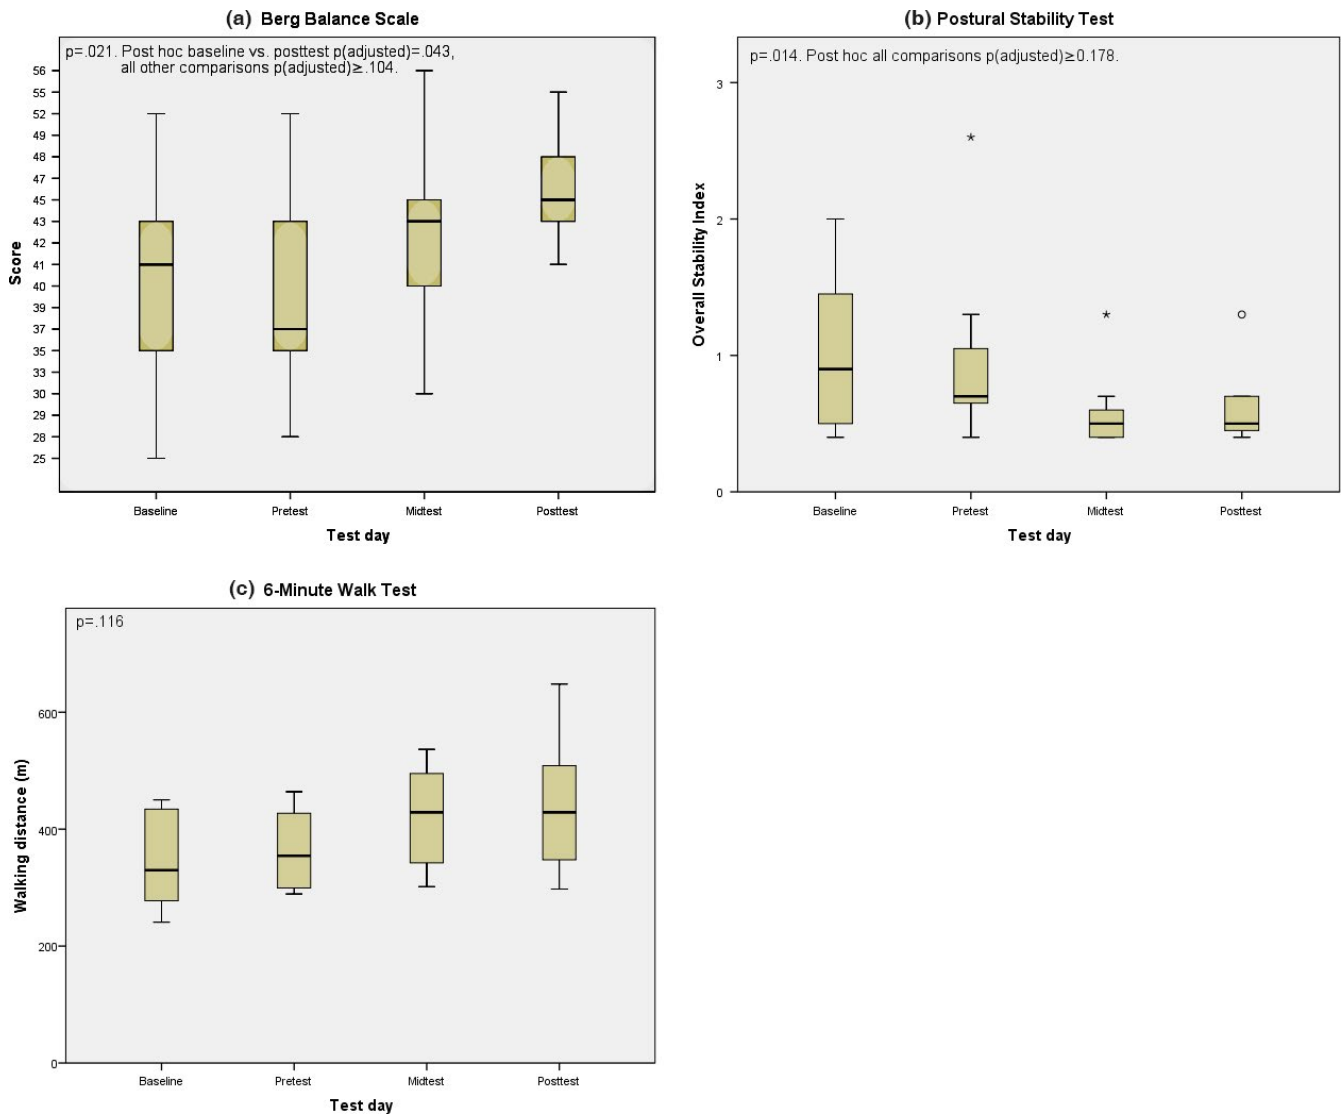 (a) Berg Balance Scale
p=.021. Post hoc baseline vs. posttest p(adjusted)=.043,
all other comparisons p(adjusted)≥.104.
56
55
52
49
48
47
45
43
42
41
40
39
37
35
33
30
29
28
25
Score
Baseline Pretest Midtest Posttest
Test day
(b) Postural Stability Test
p=.014. Post hoc all comparisons p(adjusted)≥0.178.
3
2
1
0
Overall Stability Index
Baseline Pretest Midtest Posttest
Test day
(c) 6-Minute Walk Test
p=.116
600
400
200
0
Walking distance (m)
Baseline Pretest Midtest Posttest
Test day